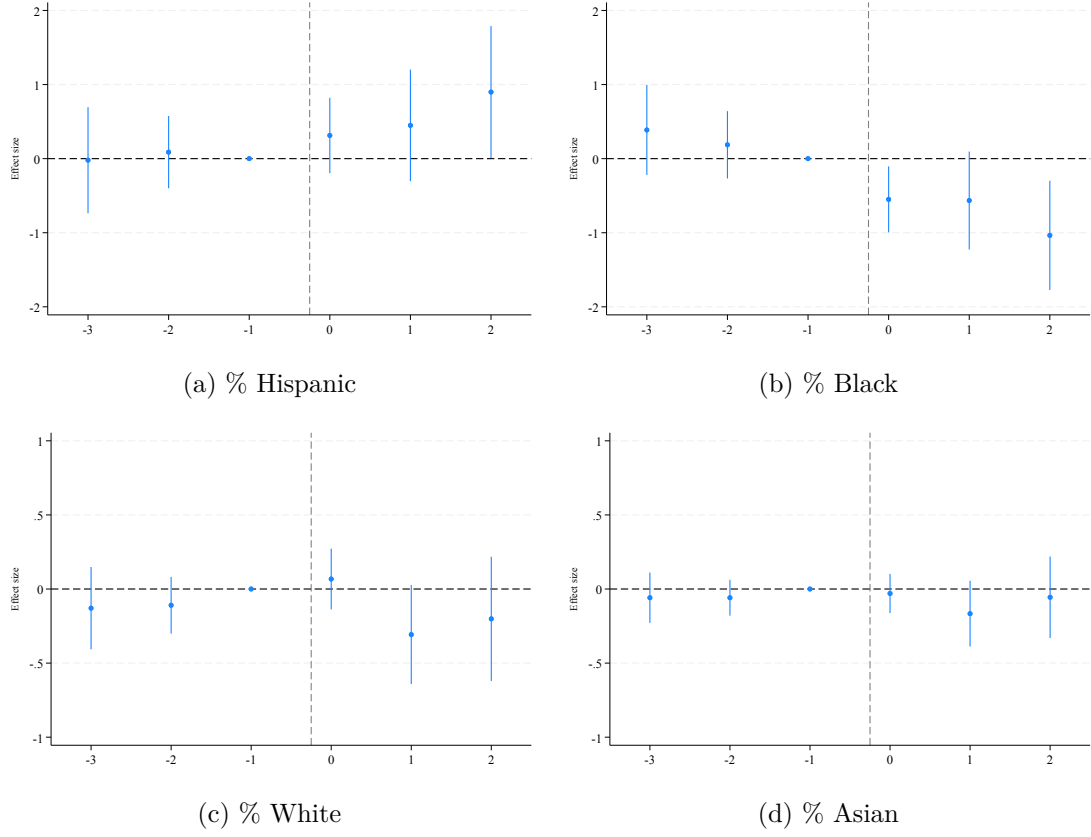 2
1
0
-1
-2
Effect size
-3 -2 -1 0 1 2
(a) % Hispanic
2
1
0
-1
-2
Effect size
-3 -2 -1 0 1 2
(b) % Black
1
.5
0
-.5
-1
Effect size
-3 -2 -1 0 1 2
(c) % White
1
.5
0
-.5
-1
Effect size
-3 -2 -1 0 1 2
(d) % Asian